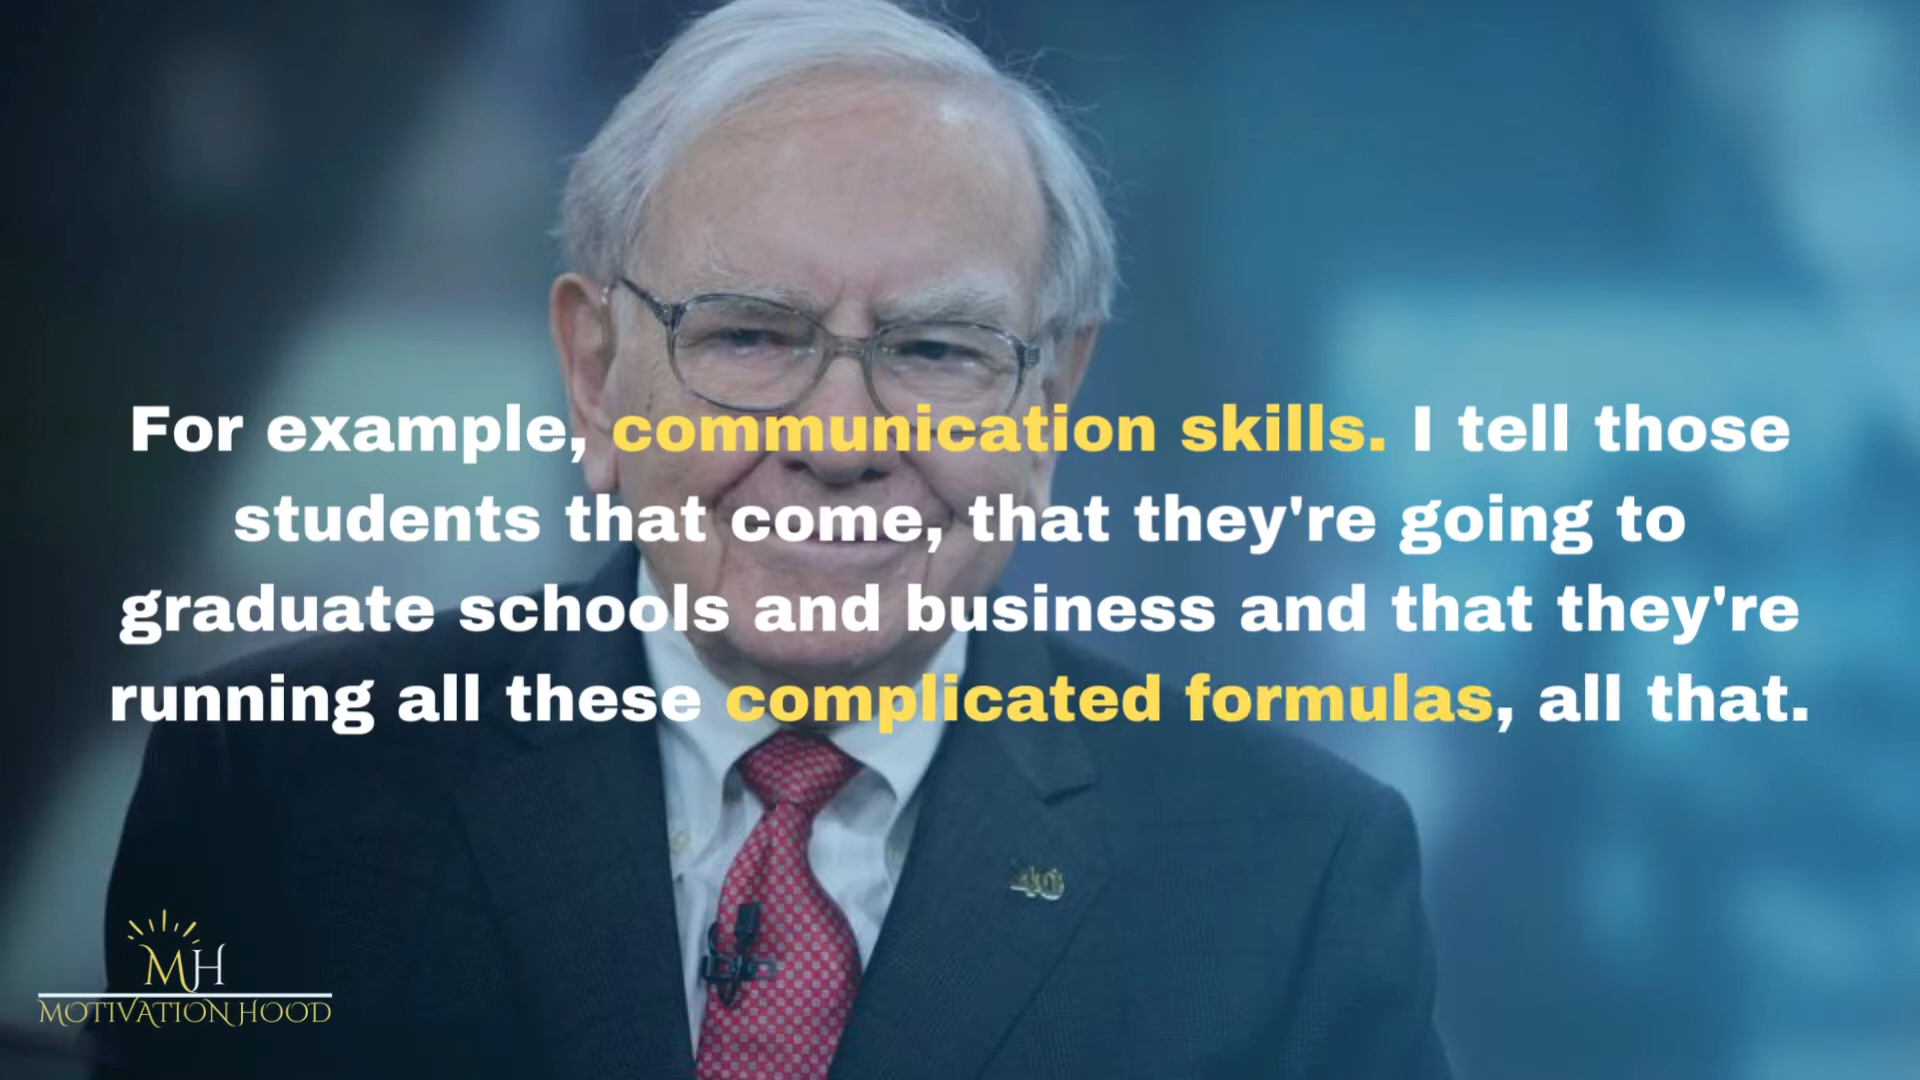 For example, communication skills. I tell those
students that come, that they're going to
graduate schools and business and that they're
running all these complicated formulas, all that.
40
MH
MOTIVATION HOOD